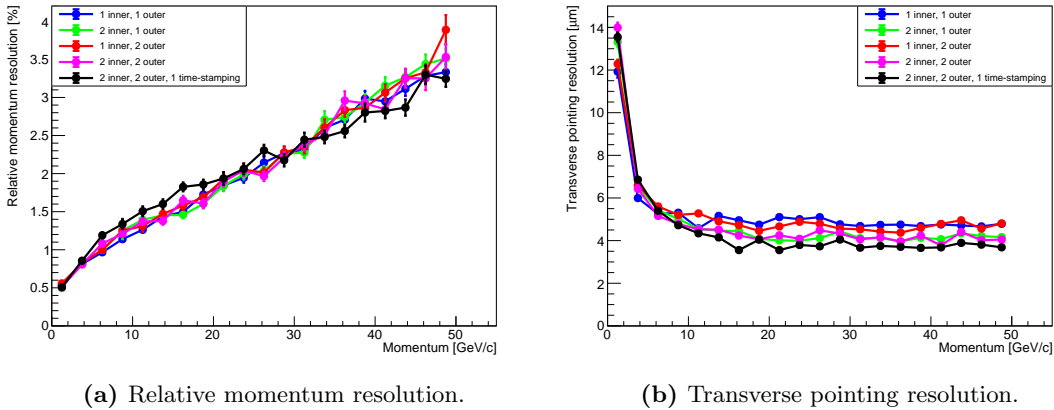 Relative momentum resolution [%]
4
3.5
3
2.5
2
1.5
1
0.5
0
1 inner, 1 outer
2 inner, 1 outer
1 inner, 2 outer
2 inner, 2 outer
2 inner, 2 outer, 1 time-stamping
0 10 20 30 40 50
Momentum [GeV/c]
(a) Relative momentum resolution.
Transverse pointing resolution [μm]
14
12
10
8
6
4
2
0
1 inner, 1 outer
2 inner, 1 outer
1 inner, 2 outer
2 inner, 2 outer
2 inner, 2 outer, 1 time-stamping
0 10 20 30 40 50
Momentum [GeV/c]
(b) Transverse pointing resolution.